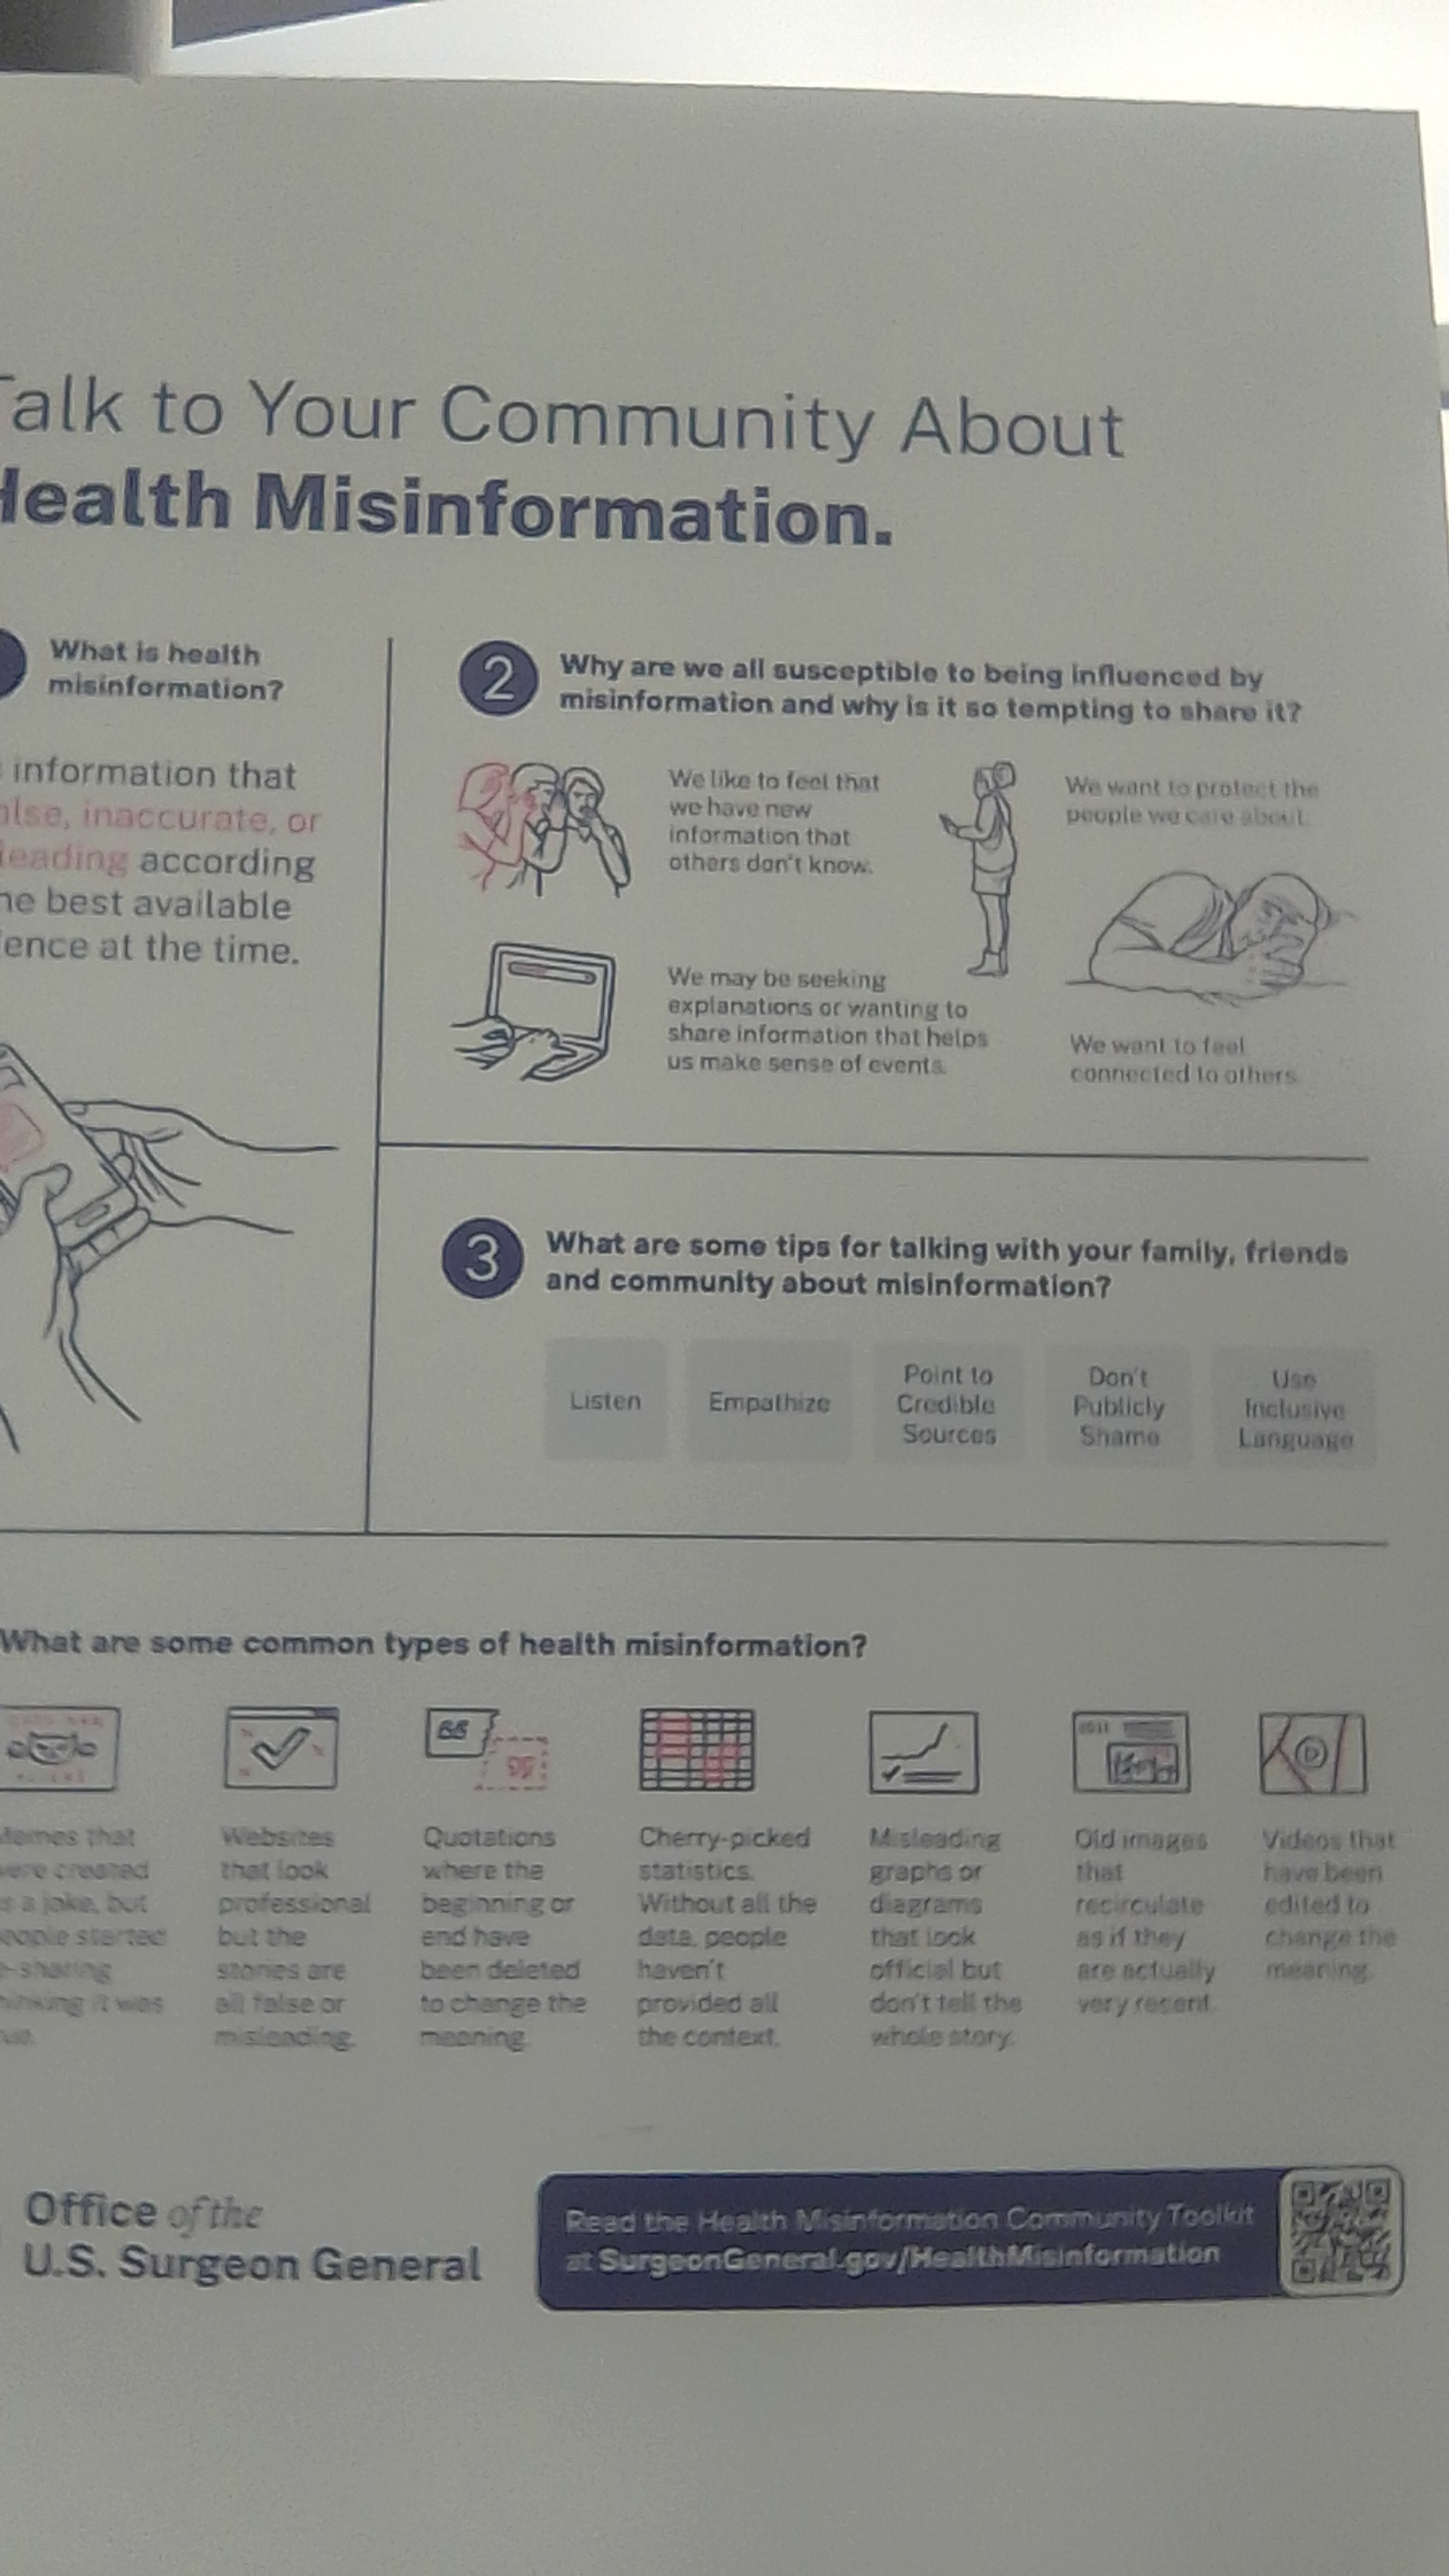 Talk to Your Community About
Health Misinformation.
What is health
misinformation?
information that
false, inaccurate, or
leading according
the best available
ence at the time.
2
Why are we all susceptible to being influenced by
misinformation and why is it so tempting to share it?
We like to feel that
we have new
information that
others don't know.
We want to protect the
people we care about.
We may be seeking
explanations or wanting to
share information that helps
us make sense of events.
We want to feel
connected to others.
3
What are some tips for talking with your family, friends
and community about misinformation?
Listen
Empathize
Point to
Credible
Sources
Don't
Publicly
Shame
Use
Inclusive
Language
What are some common types of health misinformation?
Memes that
were created
as a joke, but
people started
e-sharing
thinking it was
rue.
Websites
that look
professional
but the
stories are
all false or
misleading.
Quotations
where the
beginning or
end have
been deleted
to change the
meaning.
Cherry-picked
statistics.
Without all the
data, people
haven't
provided all
the context.
Misleading
graphs or
diagrams
that look
official but
don't tell the
whole story.
Old images
that
recirculate
as if they
are actually
very recent.
Videos that
have been
edited to
change the
meaning.
Office of the
U.S. Surgeon General
Read the Health Misinformation Community Toolkit
at SurgeonGeneral.gov/HealthMisinformation